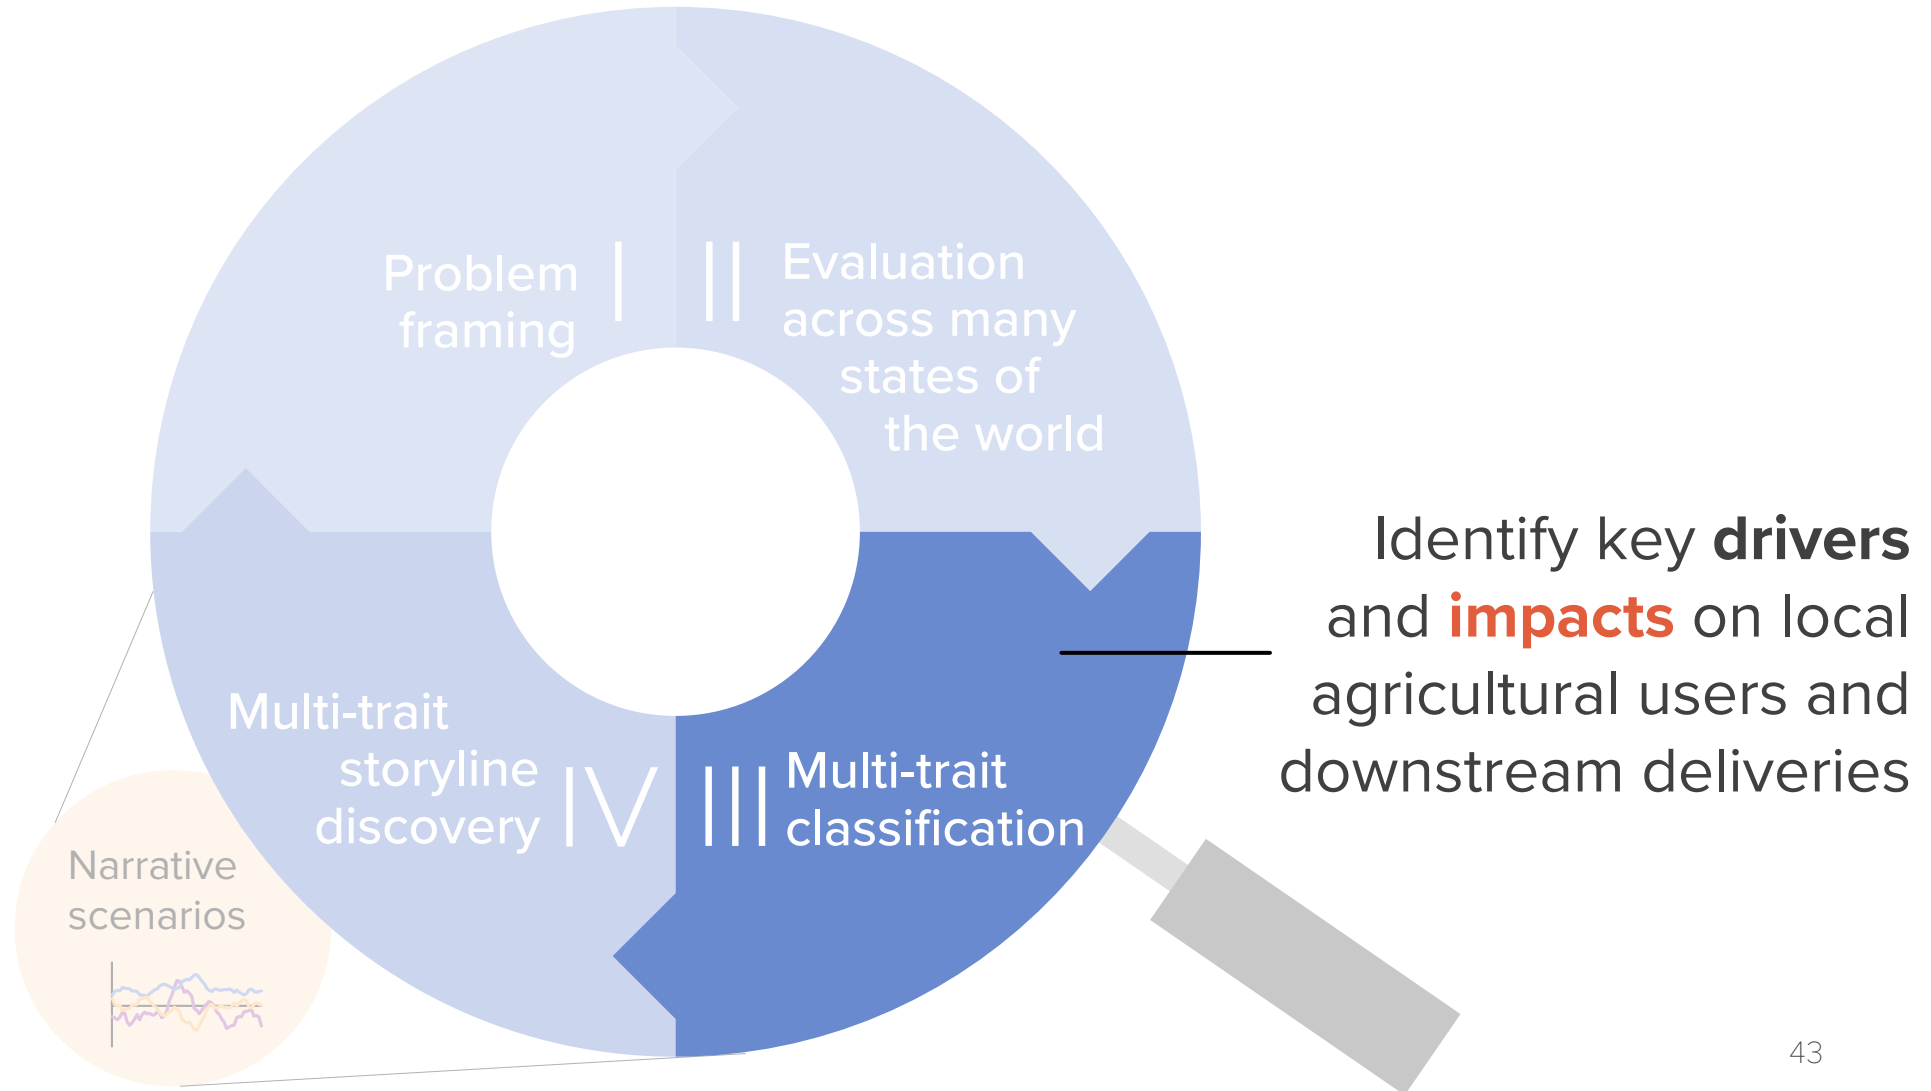 Problem
framing
I
II
Evaluation
across many
states of
the world
Identify key drivers
and impacts on local
agricultural users and
downstream deliveries
Multi-trait
storyline
discovery
IV
III
Multi-trait
classification
Narrative
scenarios
43